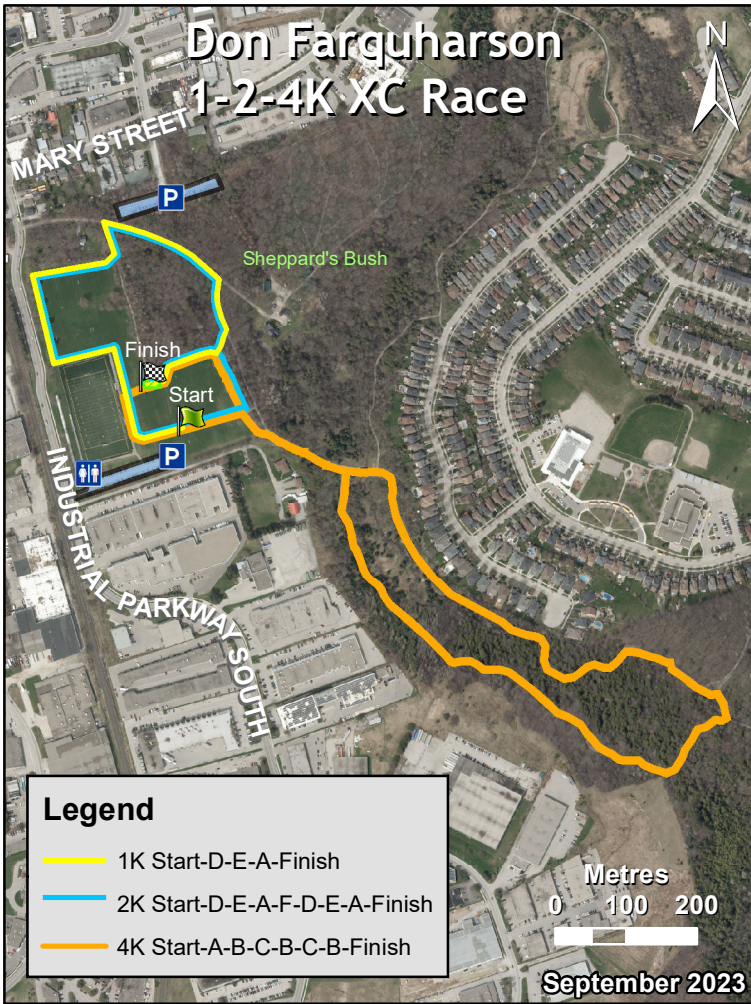 Don Farquharson
1-2-4K XC Race
N
MARY STREET
P
Sheppard's Bush
Finish
Start
P
INDUSTRIAL PARKWAY SOUTH
Legend
1K Start-D-E-A-Finish
2K Start-D-E-A-F-D-E-A-Finish
4K Start-A-B-C-B-C-B-Finish
Metres
0 100 200
September 2023